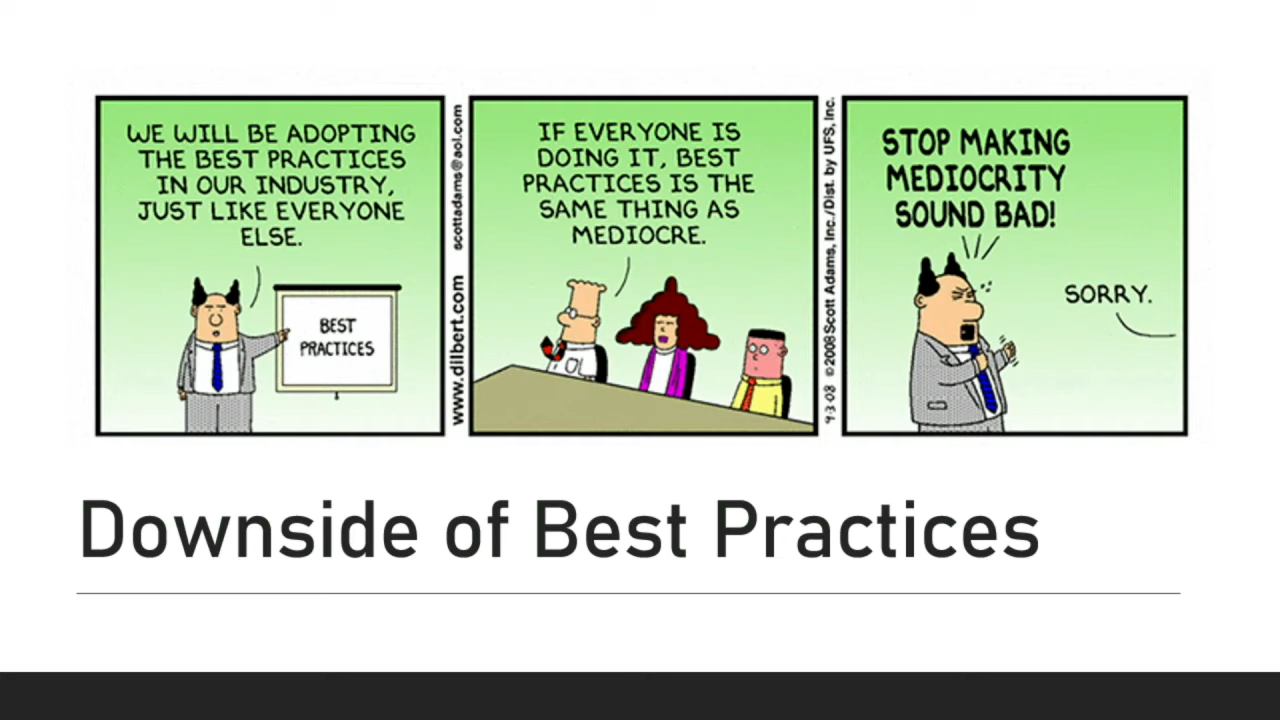 WE WILL BE ADOPTING
THE BEST PRACTICES
IN OUR INDUSTRY,
JUST LIKE EVERYONE
ELSE.
BEST
PRACTICES
www.dilbert.com scottadams@aol.com
IF EVERYONE IS
DOING IT, BEST
PRACTICES IS THE
SAME THING AS
MEDIOCRE.
9-3-08 ©2008 Scott Adams, Inc./Dist. by UFS, Inc.
STOP MAKING
MEDIOCRITY
SOUND BAD!
SORRY.
Downside of Best Practices